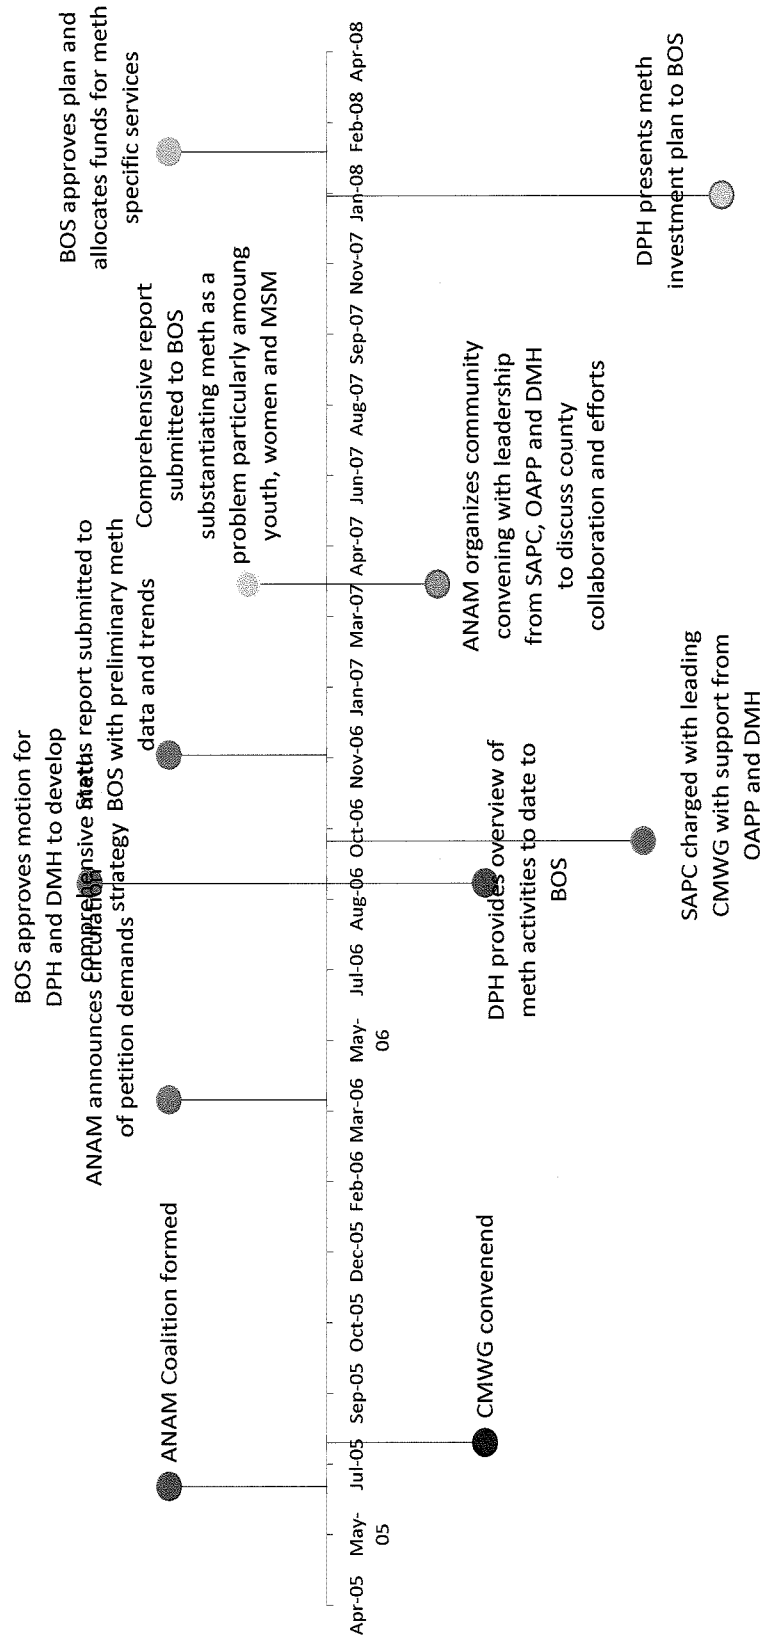 ANAM Coalition formed
ANAM announces circulation
of petition demands
BOS approves motion for
DPH and DMH to develop
comprehensive meth
strategy
Status report submitted to
BOS with preliminary meth
data and trends
Comprehensive report
submitted to BOS
substantiating meth as a
problem particularly amoung
youth, women and MSM
BOS approves plan and
allocates funds for meth
specific services
Apr-05 May-05 Jul-05 Sep-05 Oct-05 Dec-05 Feb-06 Mar-06 May-06 Jul-06 Aug-06 Oct-06 Nov-06 Jan-07 Mar-07 Apr-07 Jun-07 Aug-07 Sep-07 Nov-07 Jan-08 Feb-08 Apr-08
CMWG convenend
DPH provides overview of
meth activities to date to
BOS
SAPC charged with leading
CMWG with support from
OAPP and DMH
ANAM organizes community
convening with leadership
from SAPC, OAPP and DMH
to discuss county
collaboration and efforts
DPH presents meth
investment plan to BOS